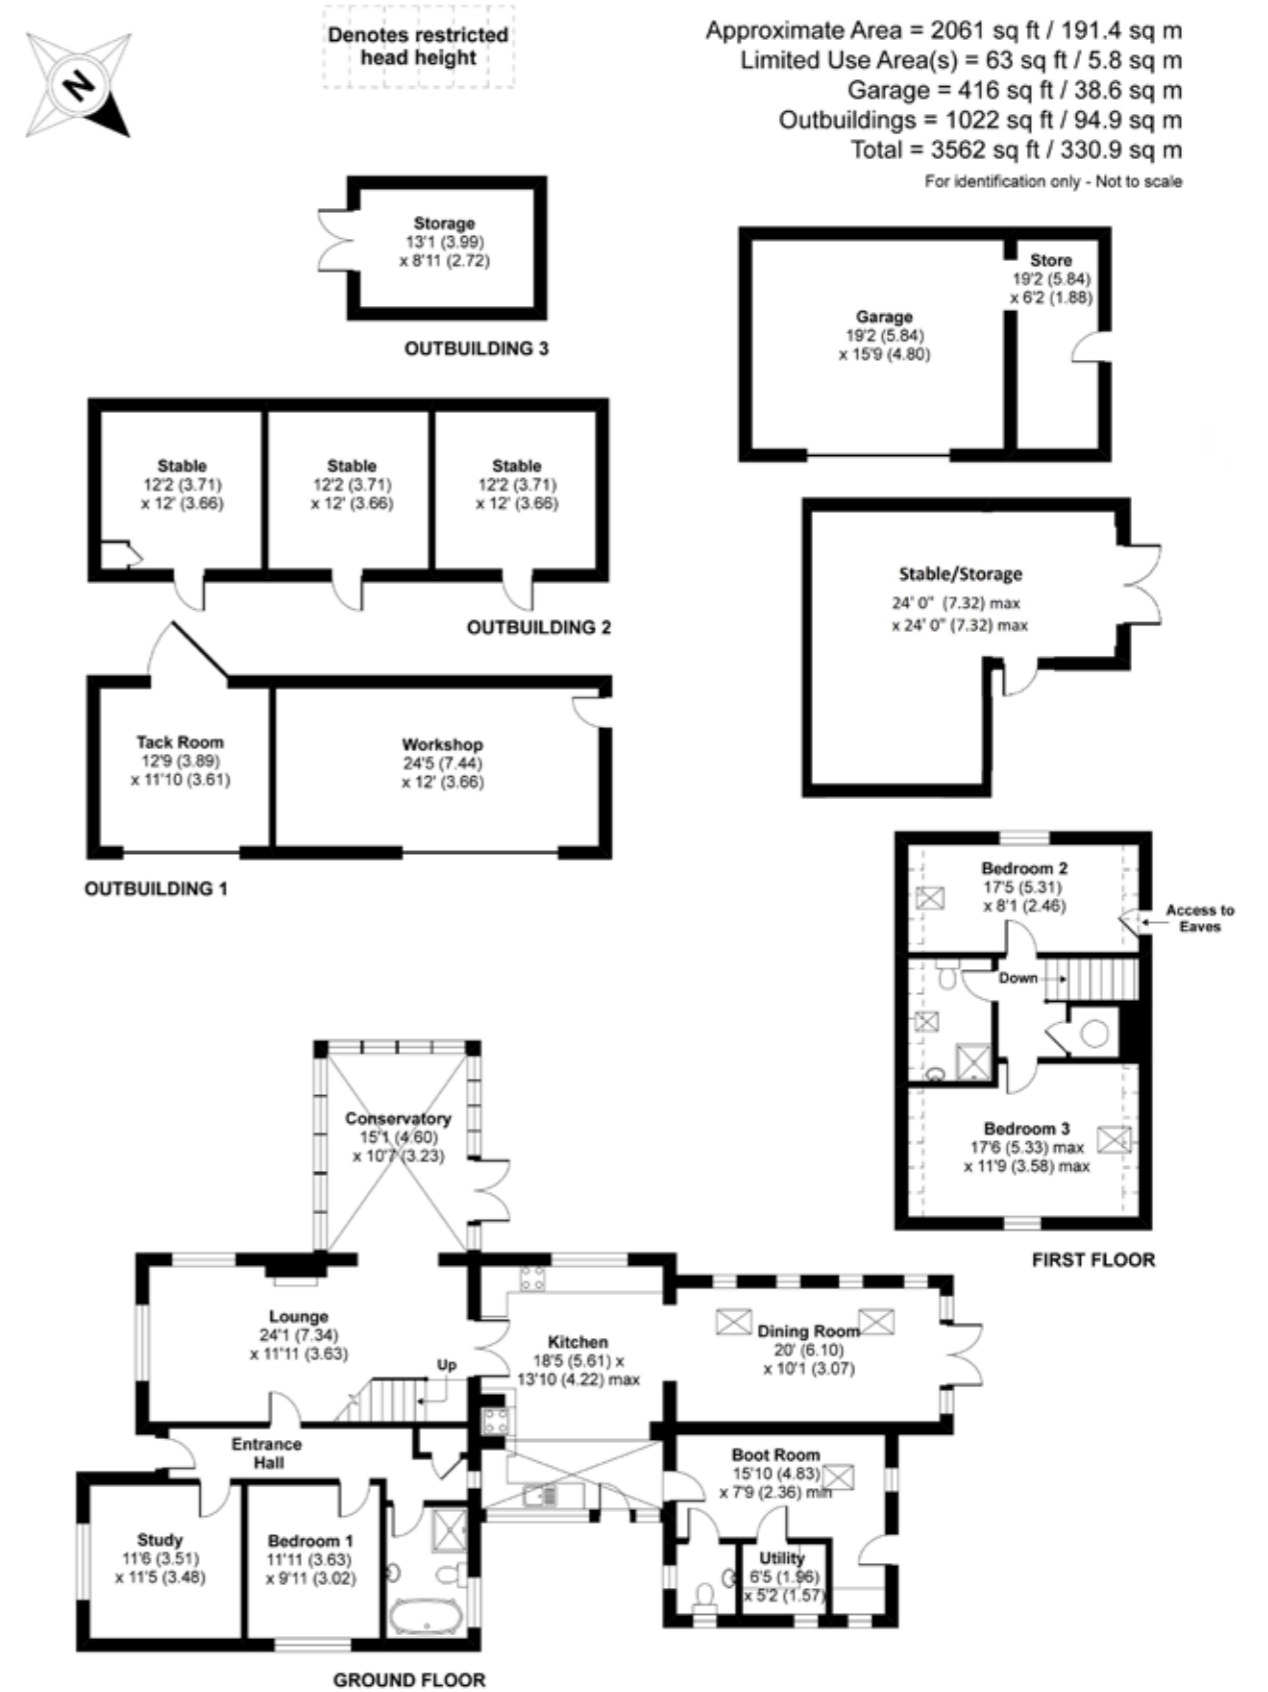 N
Denotes restricted
head height
Approximate Area = 2061 sq ft / 191.4 sq m
Limited Use Area(s) = 63 sq ft / 5.8 sq m
Garage = 416 sq ft / 38.6 sq m
Outbuildings = 1022 sq ft / 94.9 sq m
Total = 3562 sq ft / 330.9 sq m
For identification only - Not to scale
Storage
13'1 (3.99)
x 8'11 (2.72)
OUTBUILDING 3
Garage
19'2 (5.84)
x 15'9 (4.80)
Store
19'2 (5.84)
x 6'2 (1.88)
Stable
12'2 (3.71)
x 12' (3.66)
Stable
12'2 (3.71)
x 12' (3.66)
Stable
12'2 (3.71)
x 12' (3.66)
OUTBUILDING 2
Stable/Storage
24' 0" (7.32) max
x 24' 0" (7.32) max
Tack Room
12'9 (3.89)
x 11'10 (3.61)
Workshop
24'5 (7.44)
x 12' (3.66)
OUTBUILDING 1
Bedroom 2
17'5 (5.31)
x 8'1 (2.46)
Access to
Eaves
Down
Bedroom 3
17'6 (5.33) max
x 11'9 (3.58) max
FIRST FLOOR
Conservatory
15'1 (4.60)
x 10'7 (3.23)
Lounge
24'1 (7.34)
x 11'11 (3.63)
Up
Kitchen
18'5 (5.61) x
13'10 (4.22) max
Dining Room
20' (6.10)
x 10'1 (3.07)
Entrance
Hall
Boot Room
15'10 (4.83)
x 7'9 (2.36) min
Study
11'6 (3.51)
x 11'5 (3.48)
Bedroom 1
11'11 (3.63)
x 9'11 (3.02)
Utility
6'5 (1.96)
x 5'2 (1.57)
GROUND FLOOR